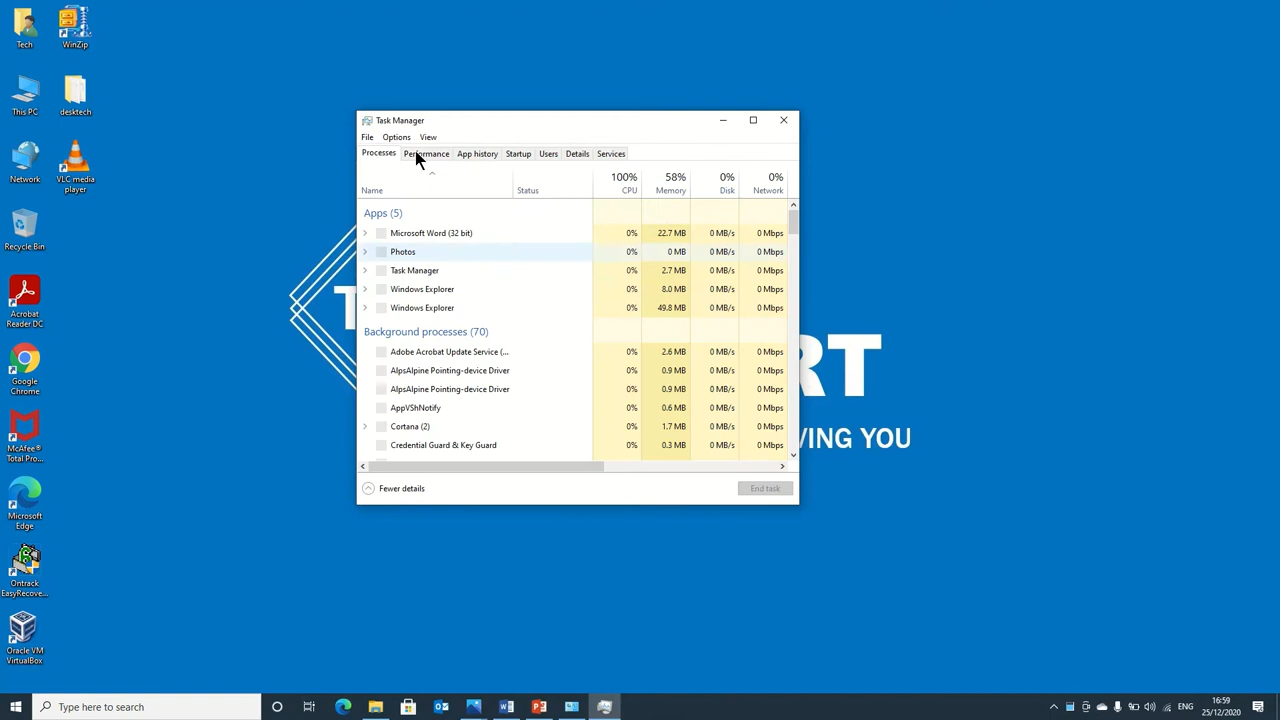 Tech
WinZip
This PC
desktech
Network
VLC media
player
Recycle Bin
Acrobat
Reader DC
Google
Chrome
McAfee®
Total Pro...
Microsoft
Edge
Ontrack
EasyRecove...
Oracle VM
VirtualBox
Task Manager
File Options View
Processes Performance App history Startup Users Details Services
100% 58% 0% 0%
Name Status CPU Memory Disk Network
Apps (5)
Microsoft Word (32 bit) 0% 22.7 MB 0 MB/s 0 Mbps
Photos 0% 0 MB 0 MB/s 0 Mbps
Task Manager 0% 2.7 MB 0 MB/s 0 Mbps
Windows Explorer 0% 8.0 MB 0 MB/s 0 Mbps
Windows Explorer 0% 49.8 MB 0 MB/s 0 Mbps
Background processes (70)
Adobe Acrobat Update Service (... 0% 2.6 MB 0 MB/s 0 Mbps
AlpsAlpine Pointing-device Driver 0% 0.9 MB 0 MB/s 0 Mbps
AlpsAlpine Pointing-device Driver 0% 0.9 MB 0 MB/s 0 Mbps
AppVShNotify 0% 0.6 MB 0 MB/s 0 Mbps
Cortana (2) 0% 1.7 MB 0 MB/s 0 Mbps
Credential Guard & Key Guard 0% 0.3 MB 0 MB/s 0 Mbps
Fewer details End task
T RT
VING YOU
Type here to search
ENG
16:59
25/12/2020